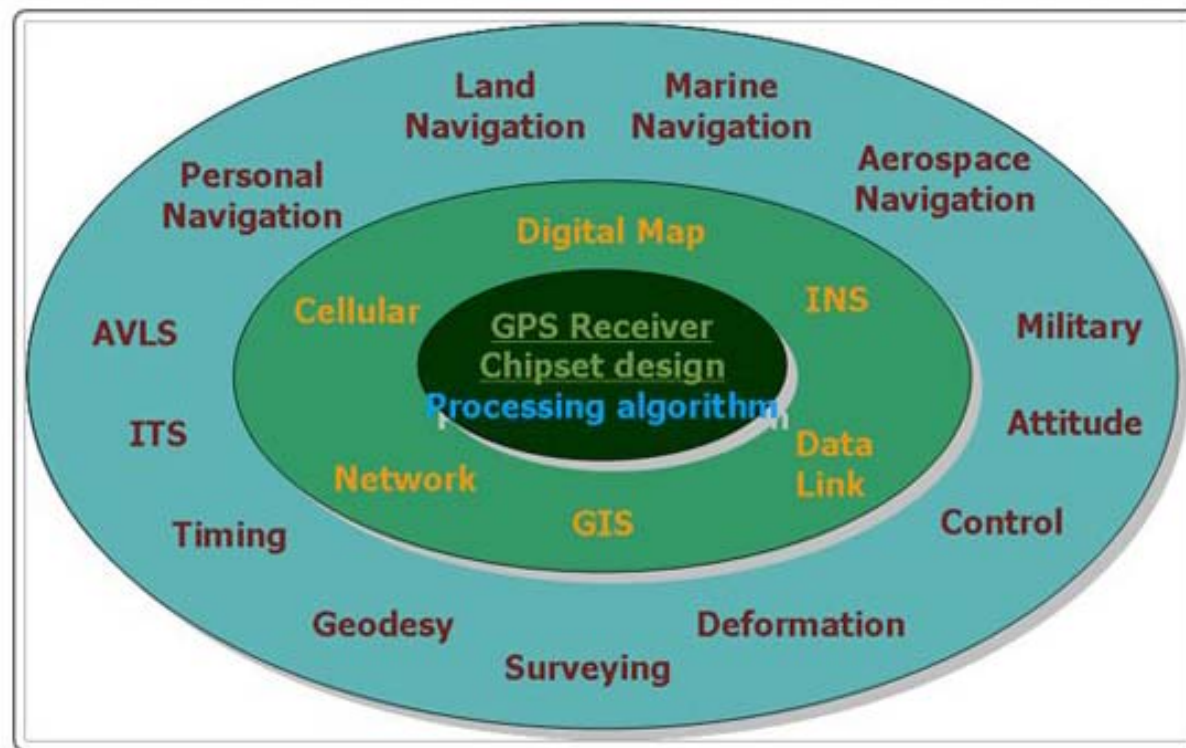 Land
Navigation
Marine
Navigation
Aerospace
Navigation
Personal
Navigation
Digital Map
INS
Cellular
GPS Receiver
Chipset design
Processing algorithm
AVLS
Military
ITS
Attitude
Data
Link
Network
GIS
Timing
Control
Geodesy
Deformation
Surveying